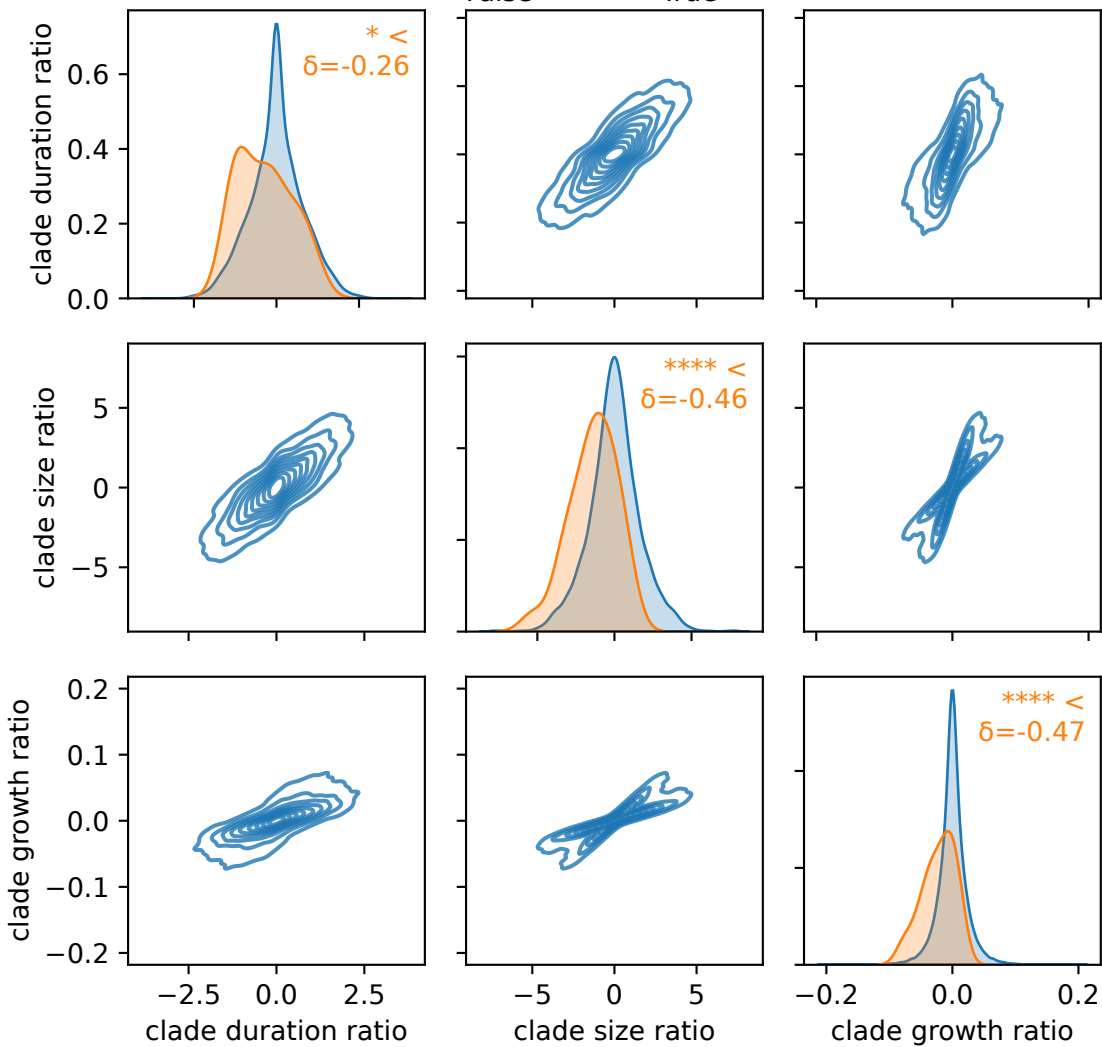 clade duration ratio
0.6
0.4
0.2
0.0
* <
δ=-0.26
clade size ratio
5
0
−5
**** <
δ=-0.46
clade growth ratio
0.2
0.1
0.0
−0.1
−0.2
**** <
δ=-0.47
−2.5 0.0 2.5
−5 0 5
−0.2 0.0 0.2
clade duration ratio
clade size ratio
clade growth ratio